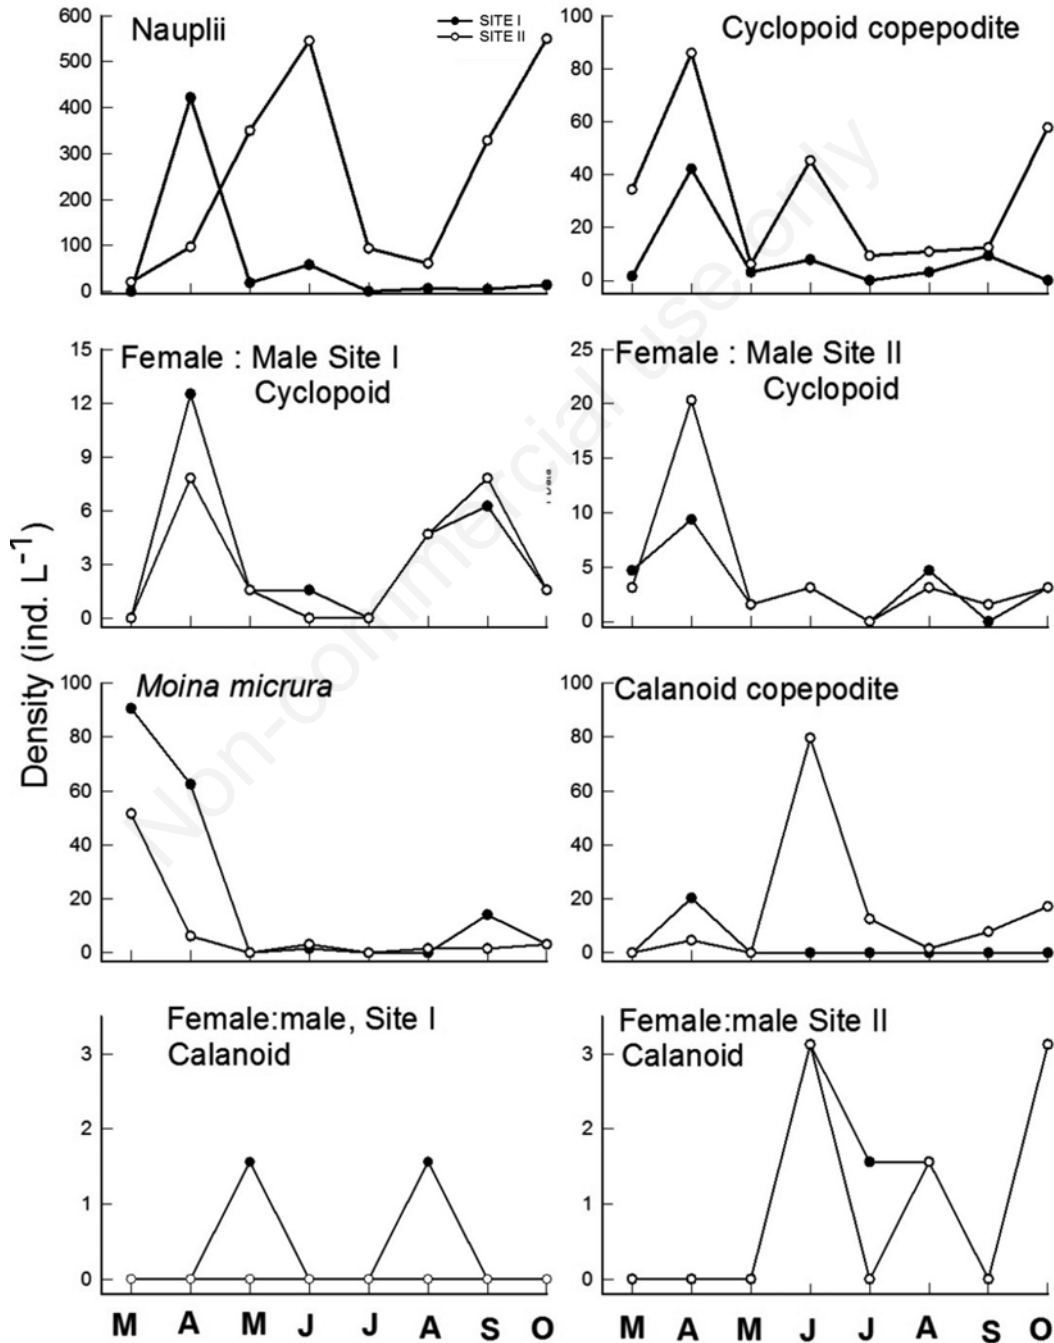 Nauplii
SITE I
SITE II
600
500
400
300
200
100
0
Cyclopoid copepodite
100
80
60
40
20
0
Female : Male Site I
Cyclopoid
15
12
9
6
3
0
Female : Male Site II
Cyclopoid
25
20
15
10
5
0
Density (ind. L⁻¹)
Moina micrura
100
80
60
40
20
0
Calanoid copepodite
100
80
60
40
20
0
Female:male, Site I
Calanoid
3
2
1
0
Female:male Site II
Calanoid
3
2
1
0
M A M J J A S O
M A M J J A S O
Non-commercial use only